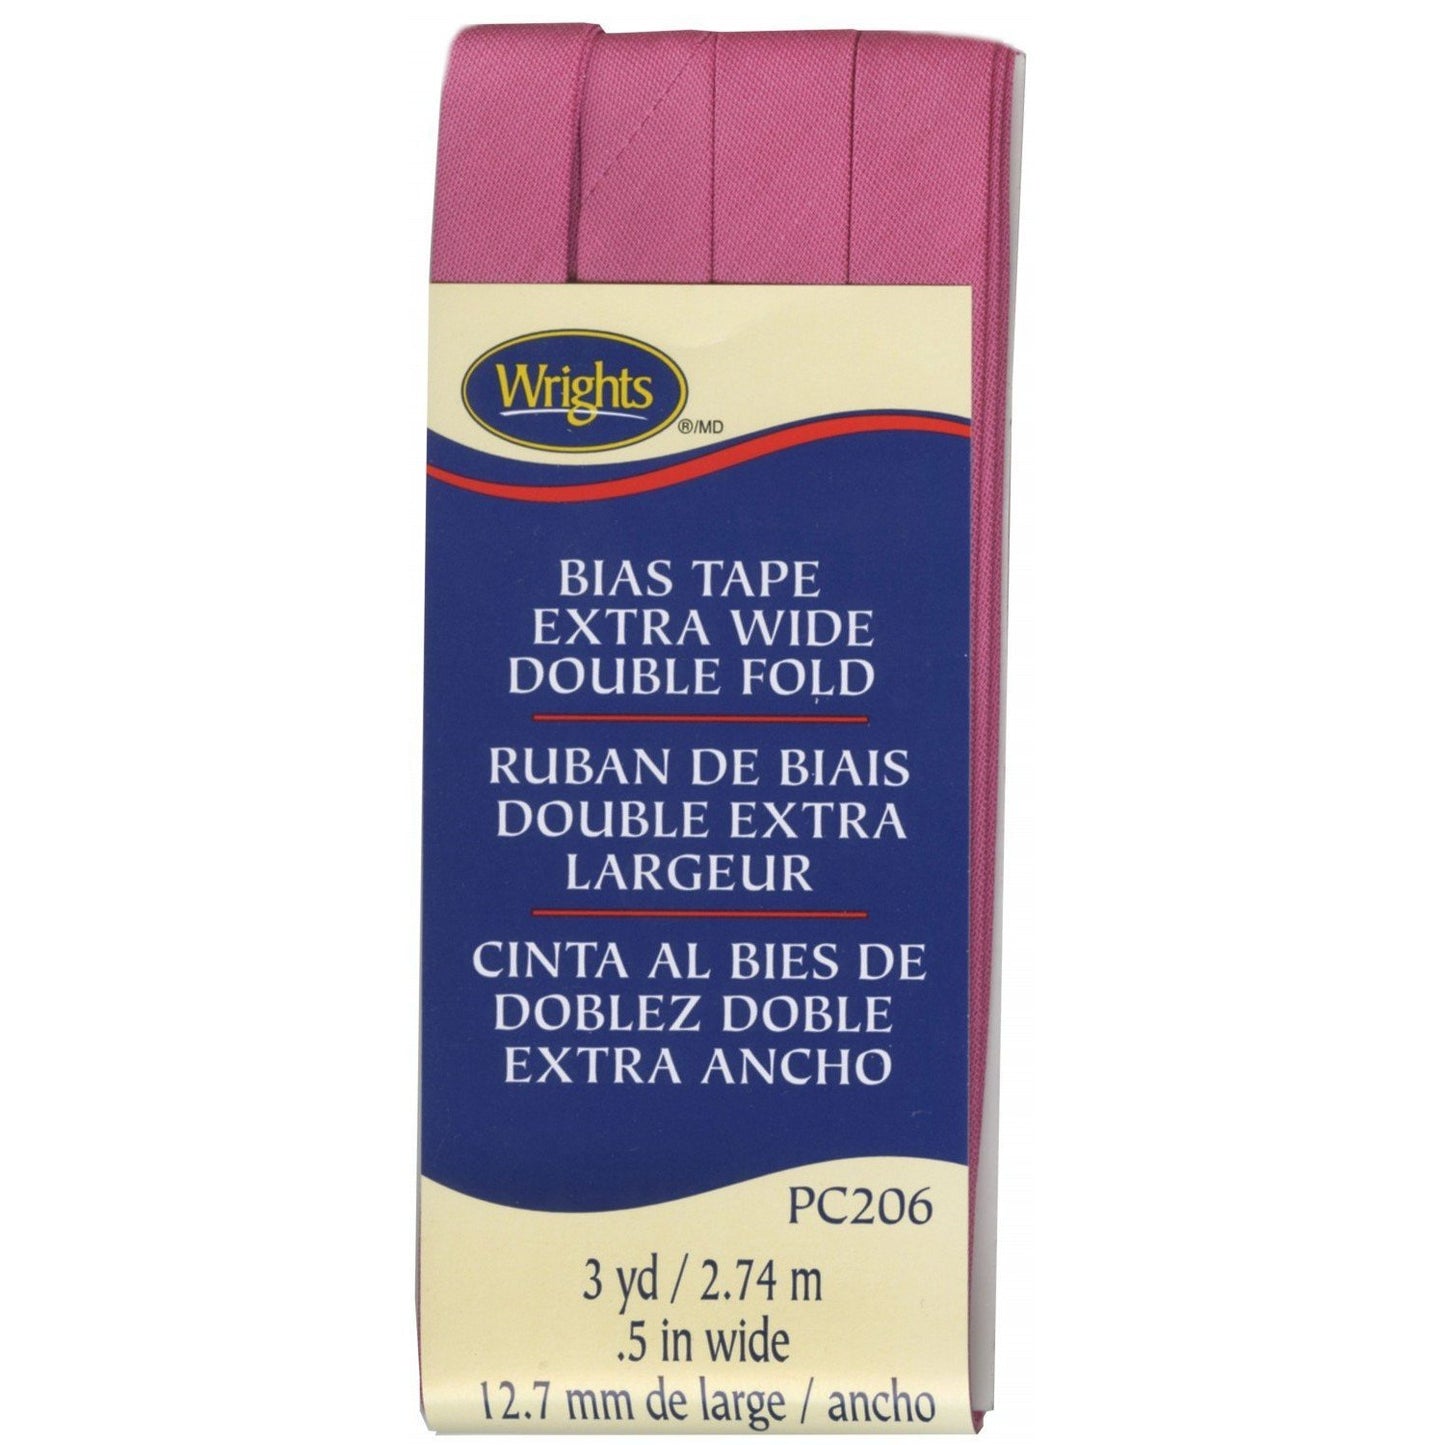 Wrights
®/MD
BIAS TAPE
EXTRA WIDE
DOUBLE FOLD
RUBAN DE BIAIS
DOUBLE EXTRA
LARGEUR
CINTA AL BIES DE
DOBLEZ DOBLE
EXTRA ANCHO
PC206
3 yd / 2.74 m
.5 in wide
12.7 mm de large / ancho